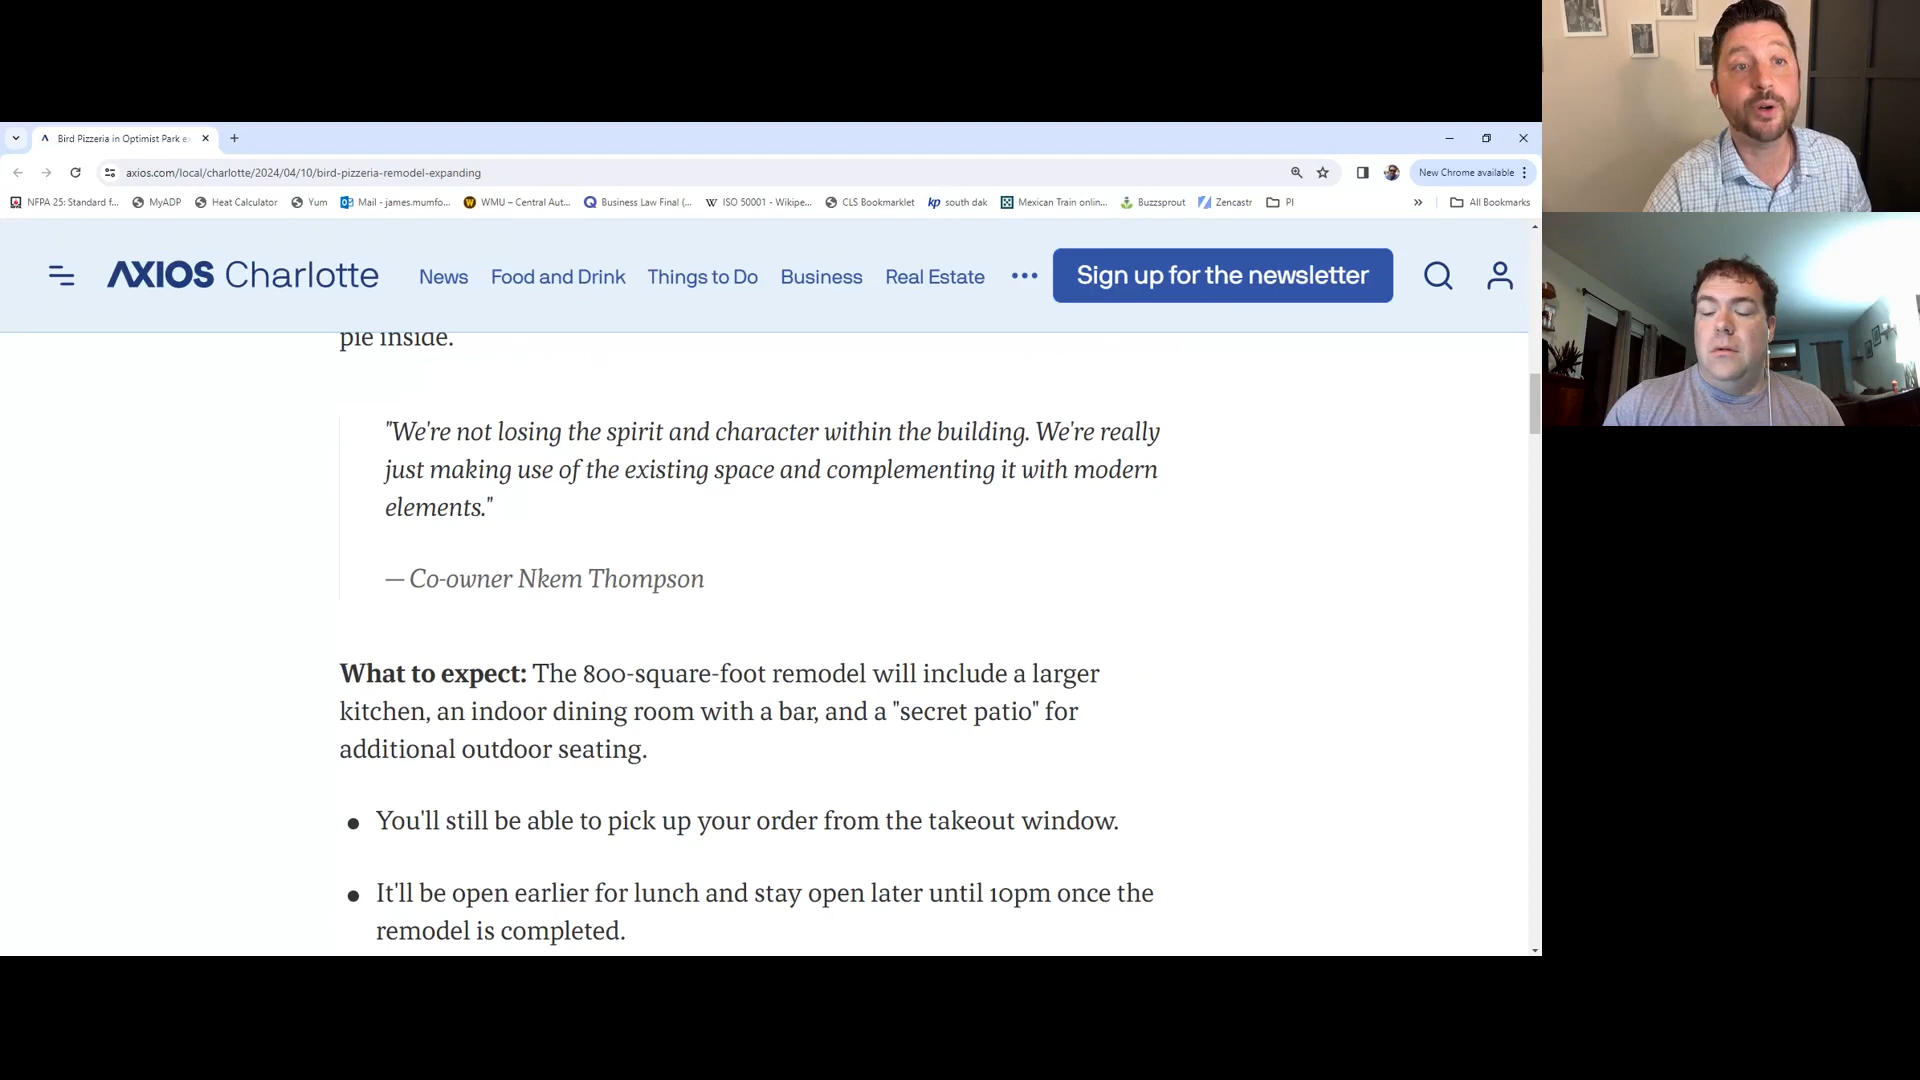 Bird Pizzeria in Optimist Park e
axios.com/local/charlotte/2024/04/10/bird-pizzeria-remodel-expanding
New Chrome available
NFPA 25: Standard f... MyADP Heat Calculator Yum Mail - james.mumfo... WMU – Central Aut... Business Law Final (... ISO 50001 - Wikipe... CLS Bookmarklet south dak Mexican Train onlin... Buzzsprout Zencastr PI » All Bookmarks
AXIOS Charlotte News Food and Drink Things to Do Business Real Estate ••• Sign up for the newsletter
pie inside.
"We're not losing the spirit and character within the building. We're really
just making use of the existing space and complementing it with modern
elements."
— Co-owner Nkem Thompson
What to expect: The 800-square-foot remodel will include a larger
kitchen, an indoor dining room with a bar, and a "secret patio" for
additional outdoor seating.
• You'll still be able to pick up your order from the takeout window.
• It'll be open earlier for lunch and stay open later until 10pm once the
remodel is completed.